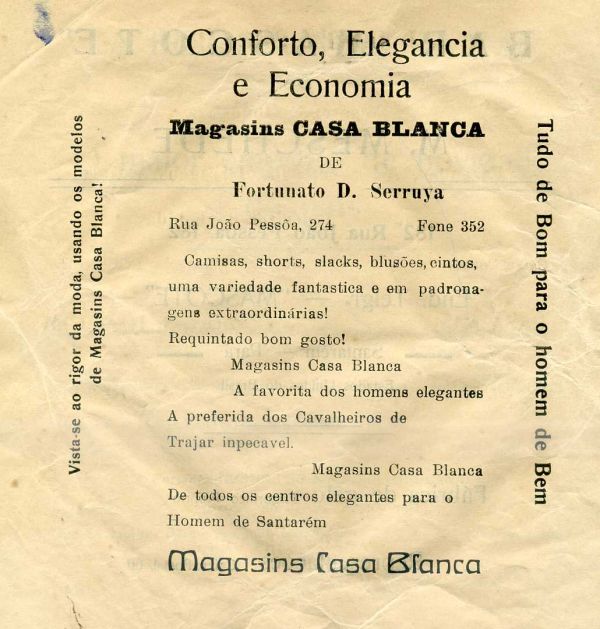 Conforto, Elegancia
e Economia
Magasins CASA BLANCA
DE
Fortunato D. Serruya
Rua João Pessôa, 274 Fone 352
Camisas, shorts, slacks, blusões, cintos,
uma variedade fantastica e em padrona-
gens extraordinárias!
Requintado bom gosto!
Magasins Casa Blanca
A favorita dos homens elegantes
A preferida dos Cavalheiros de
Trajar inpecavel.
Magasins Casa Blanca
De todos os centros elegantes para o
Homem de Santarém
Magasins Casa Blanca
Vista-se ao rigor da moda, usando os modelos
de Magasins Casa Blanca!
Tudo de Bom para o homem de Bem